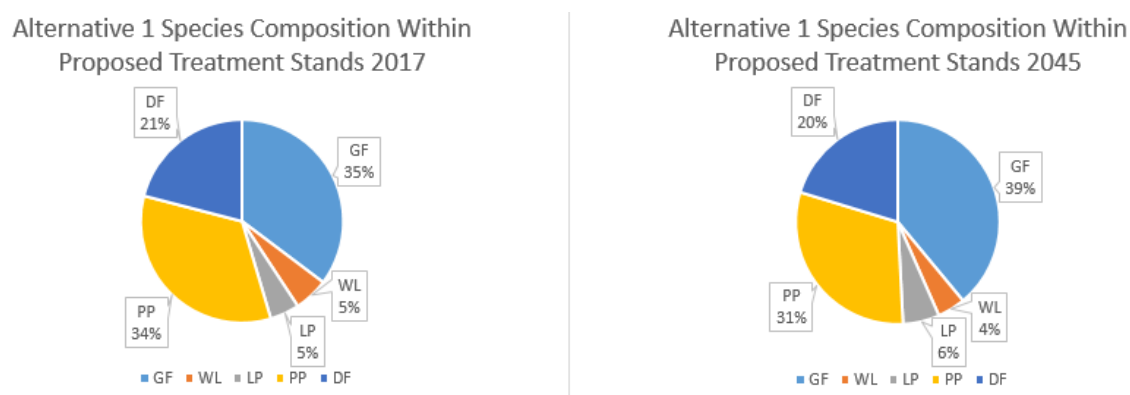 Alternative 1 Species Composition Within
Proposed Treatment Stands 2017
DF
21%
GF
35%
WL
5%
LP
5%
PP
34%
GF WL LP PP DF
Alternative 1 Species Composition Within
Proposed Treatment Stands 2045
DF
20%
GF
39%
WL
4%
LP
6%
PP
31%
GF WL LP PP DF